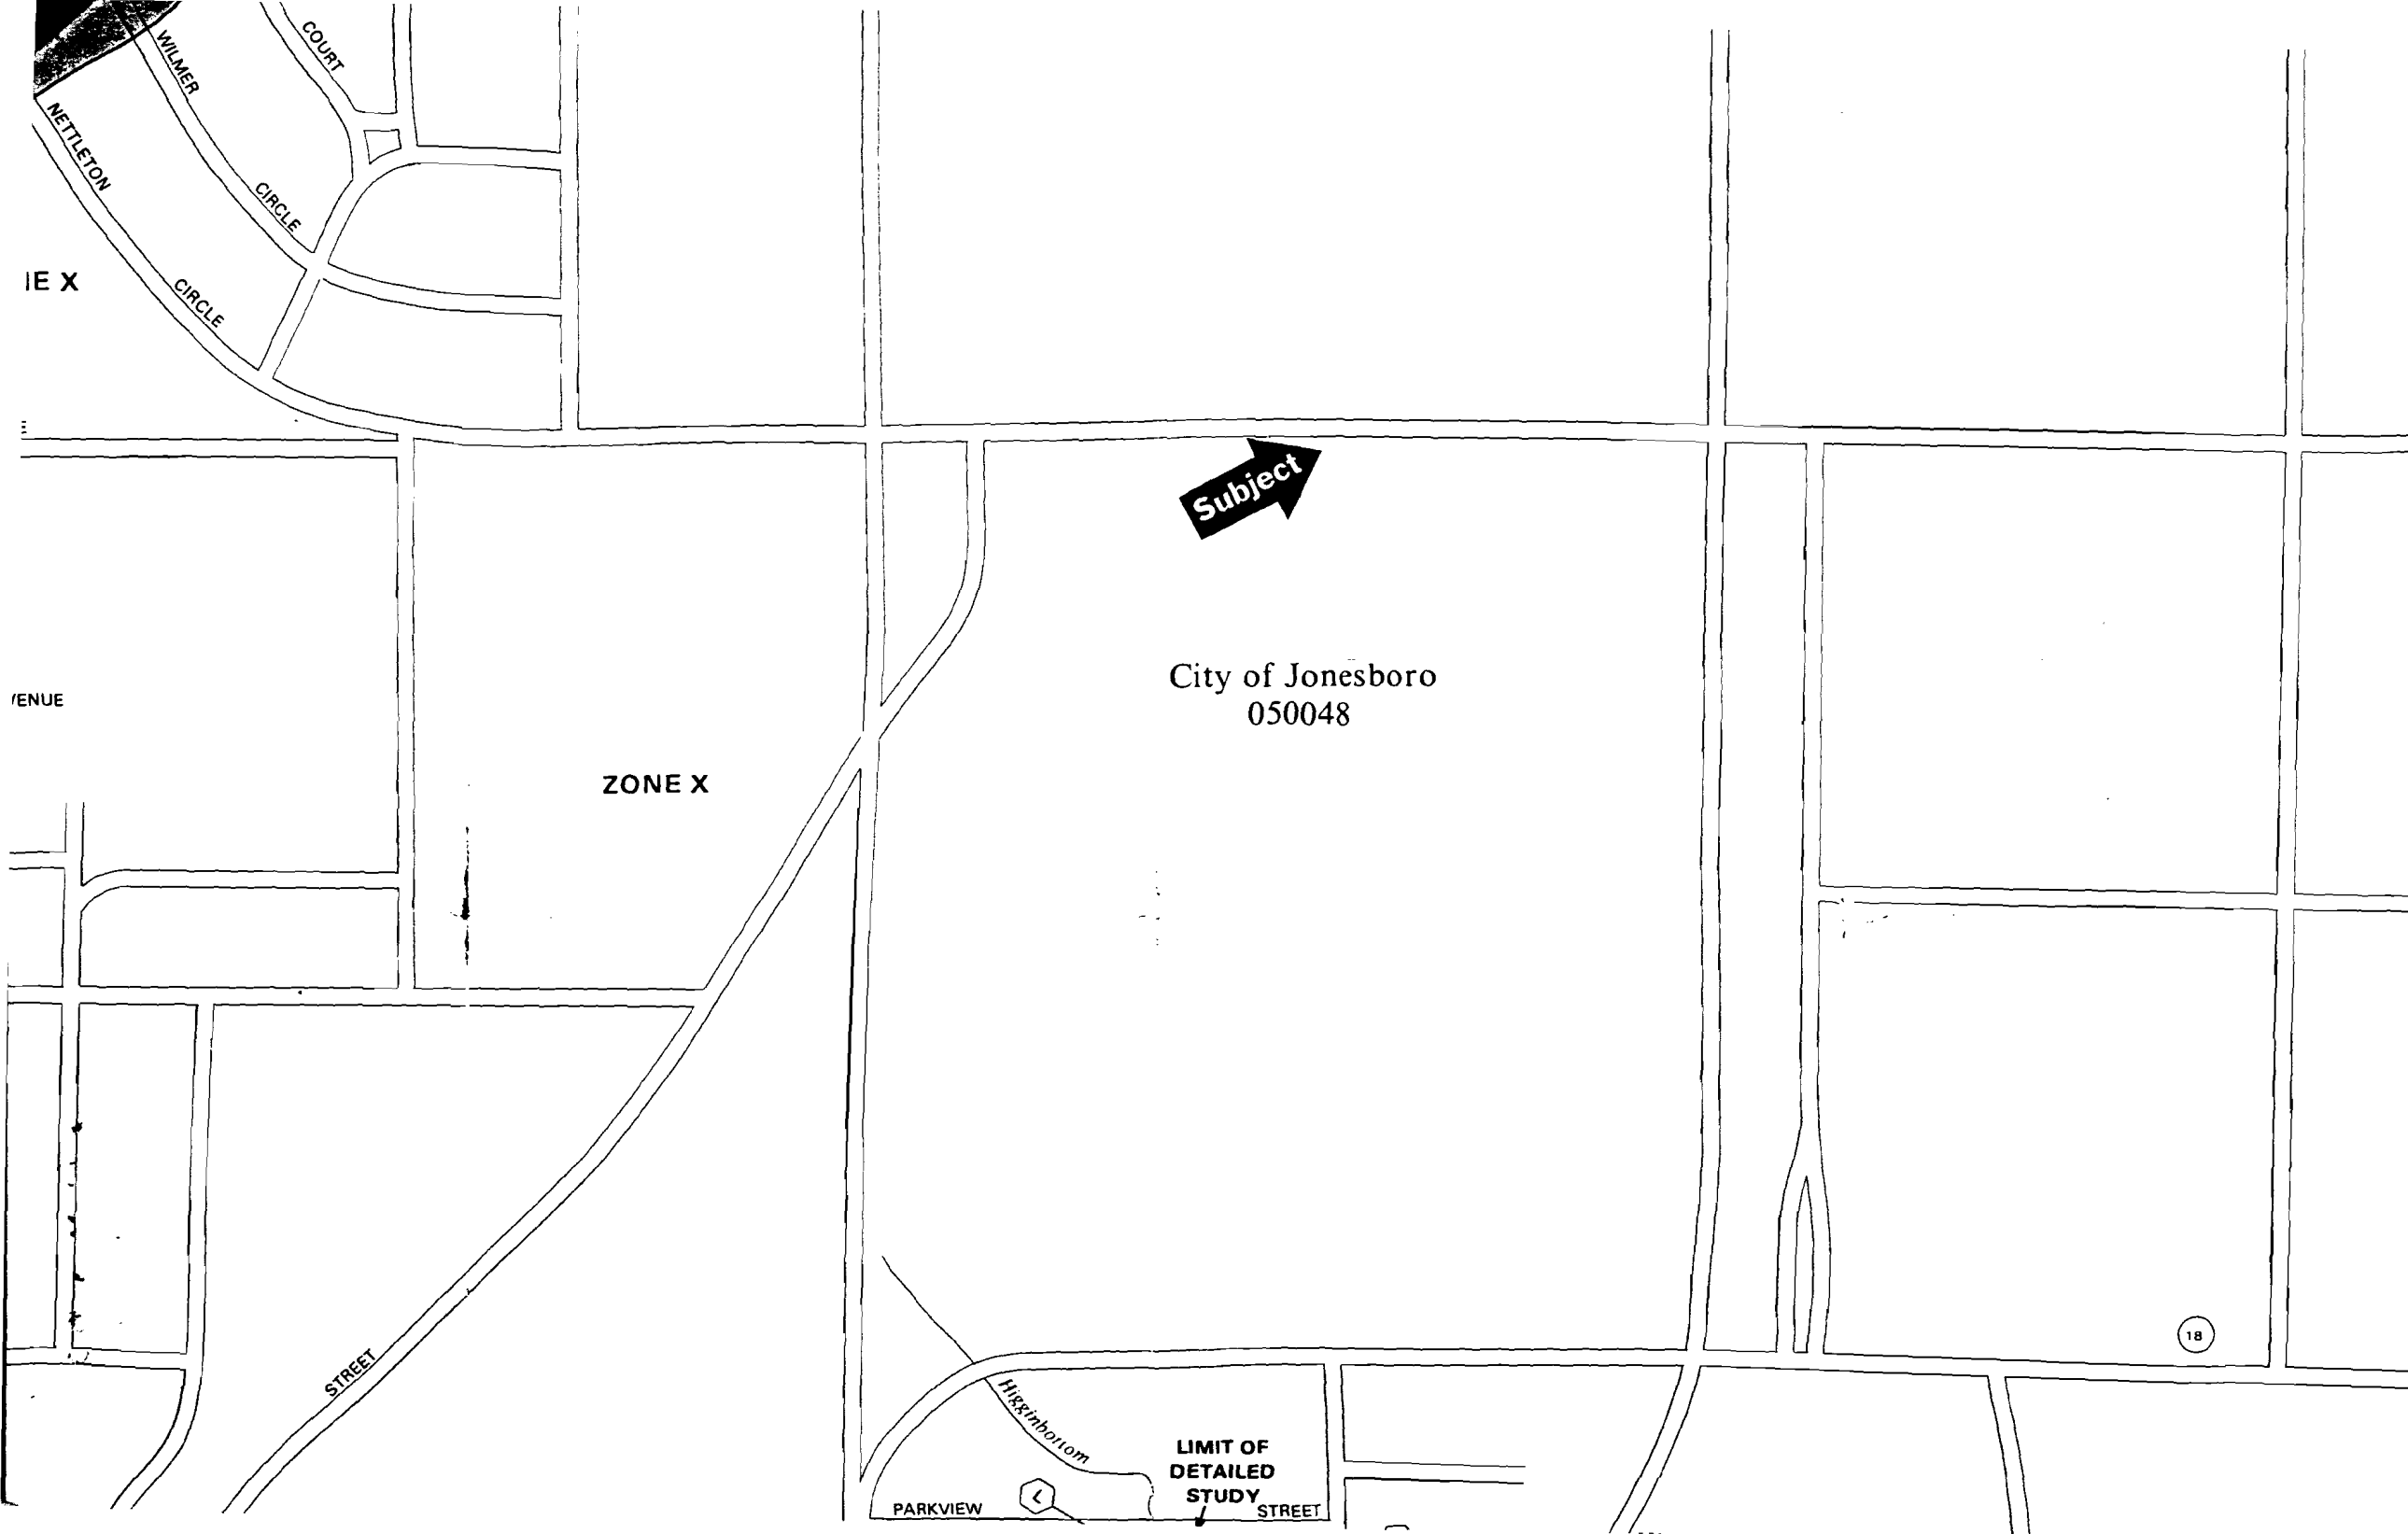 COURT
WILMER
NETTLETON
CIRCLE
IE X
CIRCLE
Subject
City of Jonesboro
050048
ZONE X
18
STREET
Higginbottom
LIMIT OF
DETAILED
STUDY
L
PARKVIEW
STREET